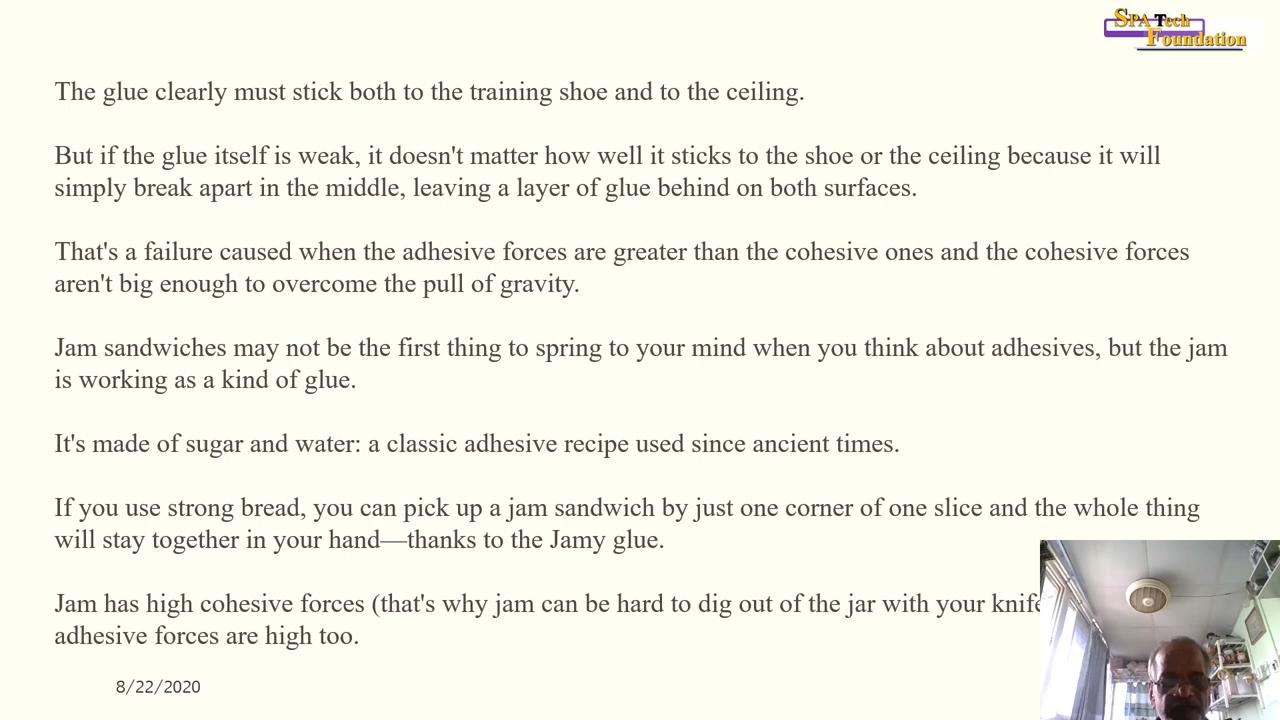 SPA Tech
Foundation
The glue clearly must stick both to the training shoe and to the ceiling.
But if the glue itself is weak, it doesn't matter how well it sticks to the shoe or the ceiling because it will
simply break apart in the middle, leaving a layer of glue behind on both surfaces.
That's a failure caused when the adhesive forces are greater than the cohesive ones and the cohesive forces
aren't big enough to overcome the pull of gravity.
Jam sandwiches may not be the first thing to spring to your mind when you think about adhesives, but the jam
is working as a kind of glue.
It's made of sugar and water: a classic adhesive recipe used since ancient times.
If you use strong bread, you can pick up a jam sandwich by just one corner of one slice and the whole thing
will stay together in your hand—thanks to the Jamy glue.
Jam has high cohesive forces (that's why jam can be hard to dig out of the jar with your knife
adhesive forces are high too.
8/22/2020